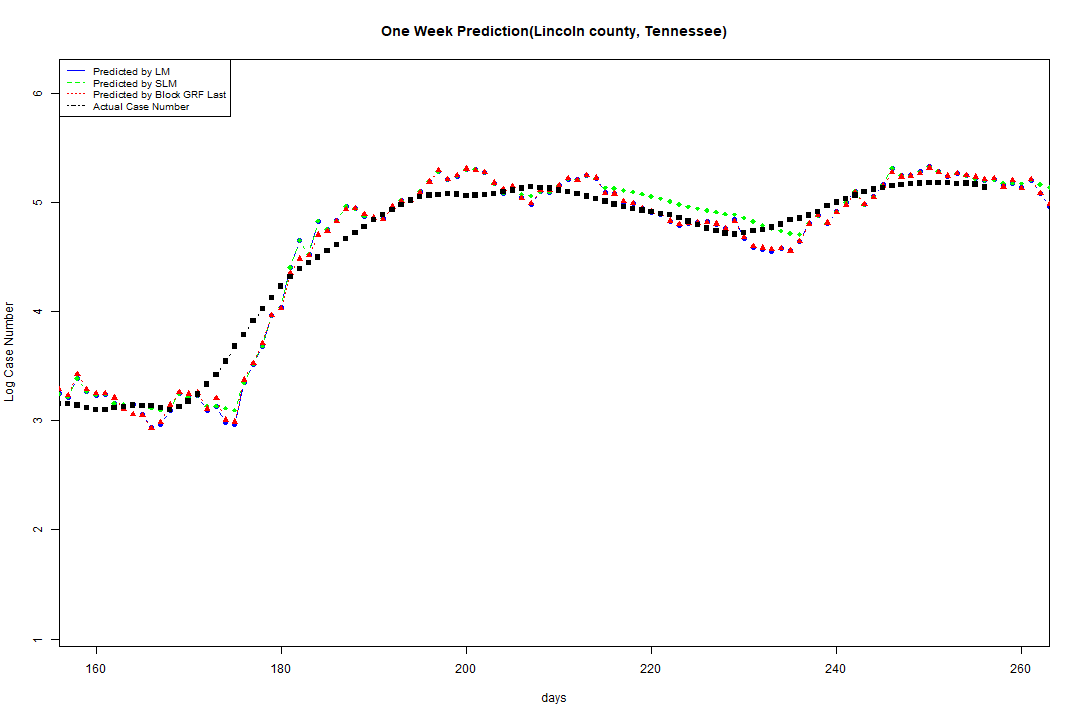 One Week Prediction(Lincoln county, Tennessee)
Predicted by LM
Predicted by SLM
Predicted by Block GRF Last
Actual Case Number
6
5
4
3
2
1
Log Case Number
160 180 200 220 240 260
days